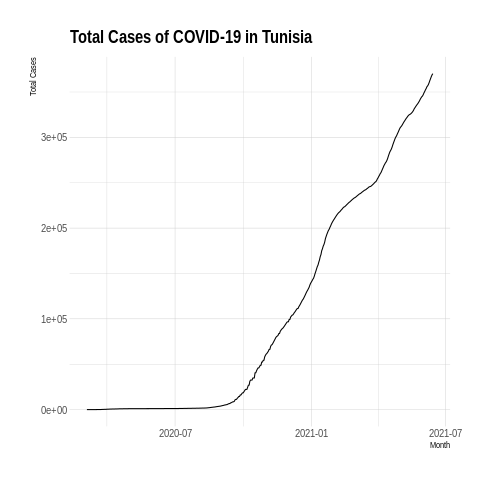 Total Cases of COVID-19 in Tunisia
Total Cases
3e+05
2e+05
1e+05
0e+00
2020-07
2021-01
2021-07
Month